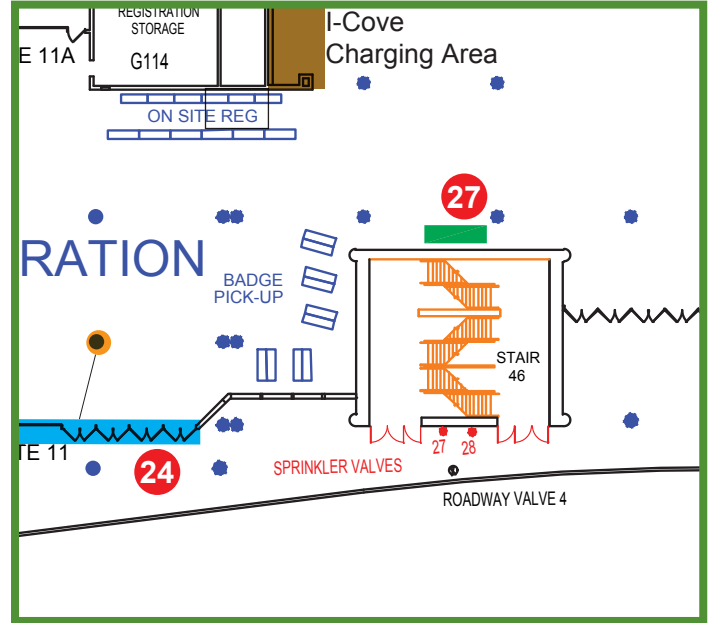 REGISTRATION
STORAGE
G114
E 11A
I-Cove
Charging Area
ON SITE REG
27
RATION
BADGE
PICK-UP
STAIR
46
TE 11
24
27
28
SPRINKLER VALVES
ROADWAY VALVE 4